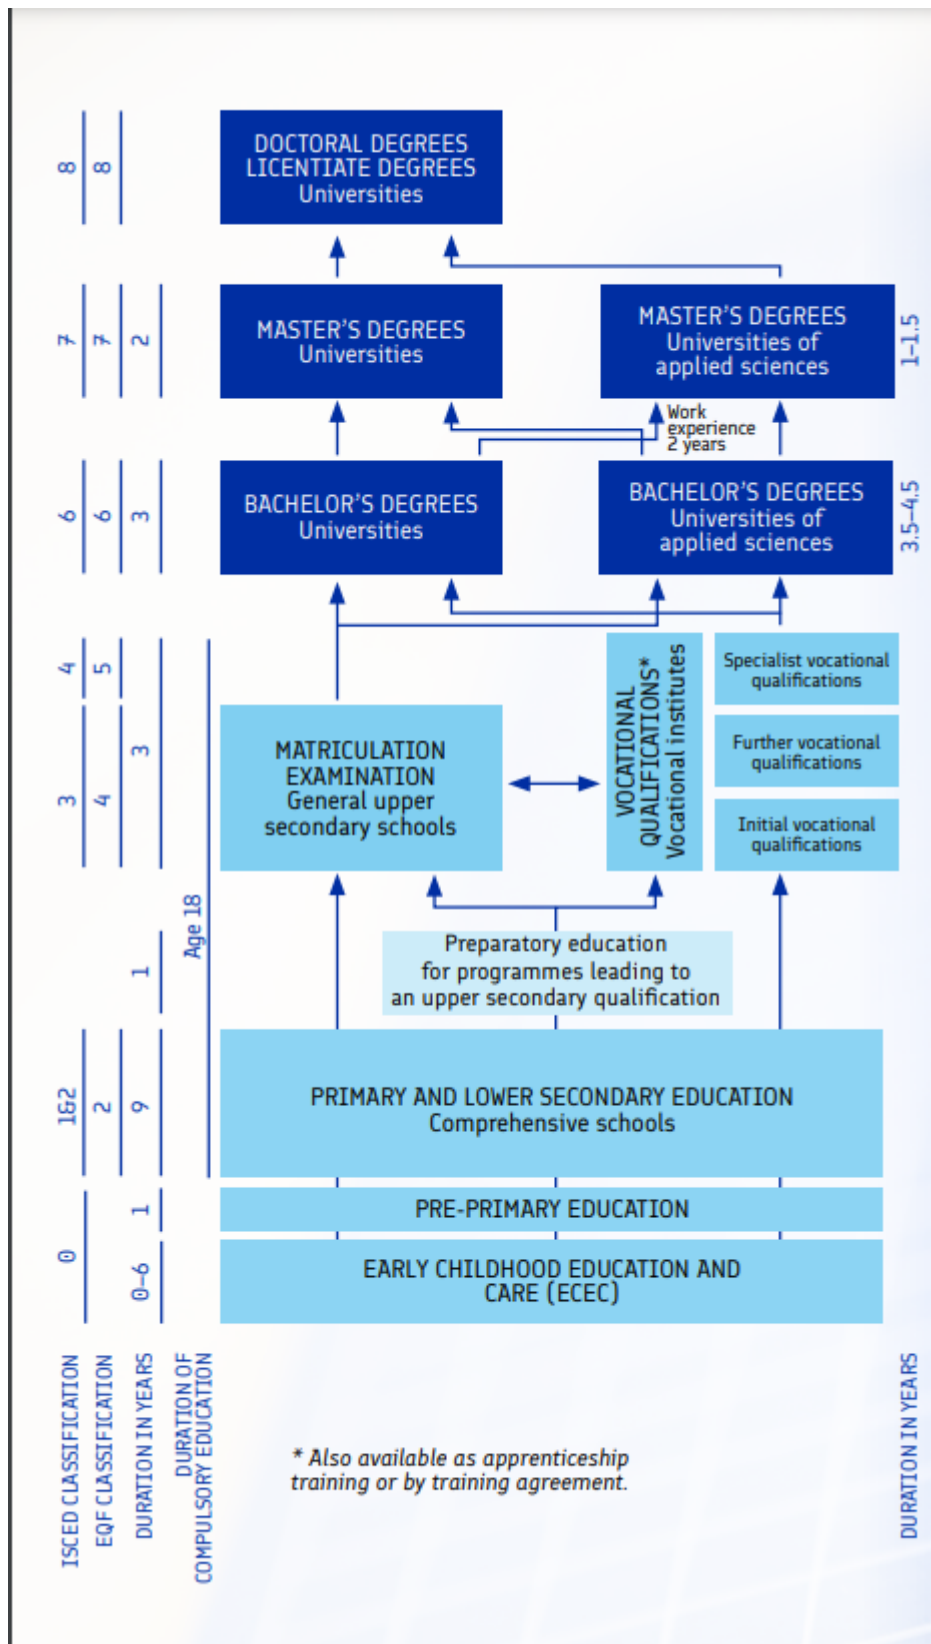 DOCTORAL DEGREES
LICENTIATE DEGREES
Universities
8
8
MASTER'S DEGREES
Universities
MASTER'S DEGREES
Universities of
applied sciences
7
7
2
1–1.5
Work
experience
2 years
BACHELOR'S DEGREES
Universities
BACHELOR'S DEGREES
Universities of
applied sciences
6
6
3
3.5–4.5
4
5
3
4
3
MATRICULATION
EXAMINATION
General upper
secondary schools
VOCATIONAL
QUALIFICATIONS*
Vocational institutes
Specialist vocational
qualifications
Further vocational
qualifications
Initial vocational
qualifications
Age 18
1
Preparatory education
for programmes leading to
an upper secondary qualification
1&2
2
9
PRIMARY AND LOWER SECONDARY EDUCATION
Comprehensive schools
0
1
PRE-PRIMARY EDUCATION
0–6
EARLY CHILDHOOD EDUCATION AND
CARE (ECEC)
ISCED CLASSIFICATION
EQF CLASSIFICATION
DURATION IN YEARS
DURATION OF
COMPULSORY EDUCATION
DURATION IN YEARS
* Also available as apprenticeship
training or by training agreement.